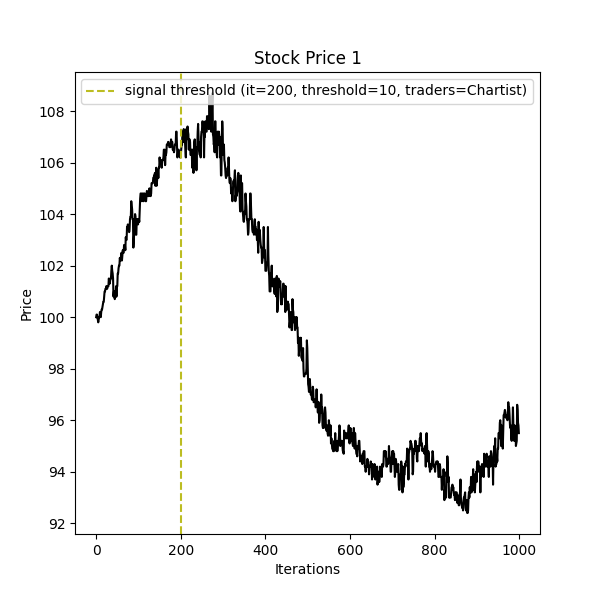 Stock Price 1
signal threshold (it=200, threshold=10, traders=Chartist)
108
106
104
102
100
98
96
94
92
Price
0 200 400 600 800 1000
Iterations